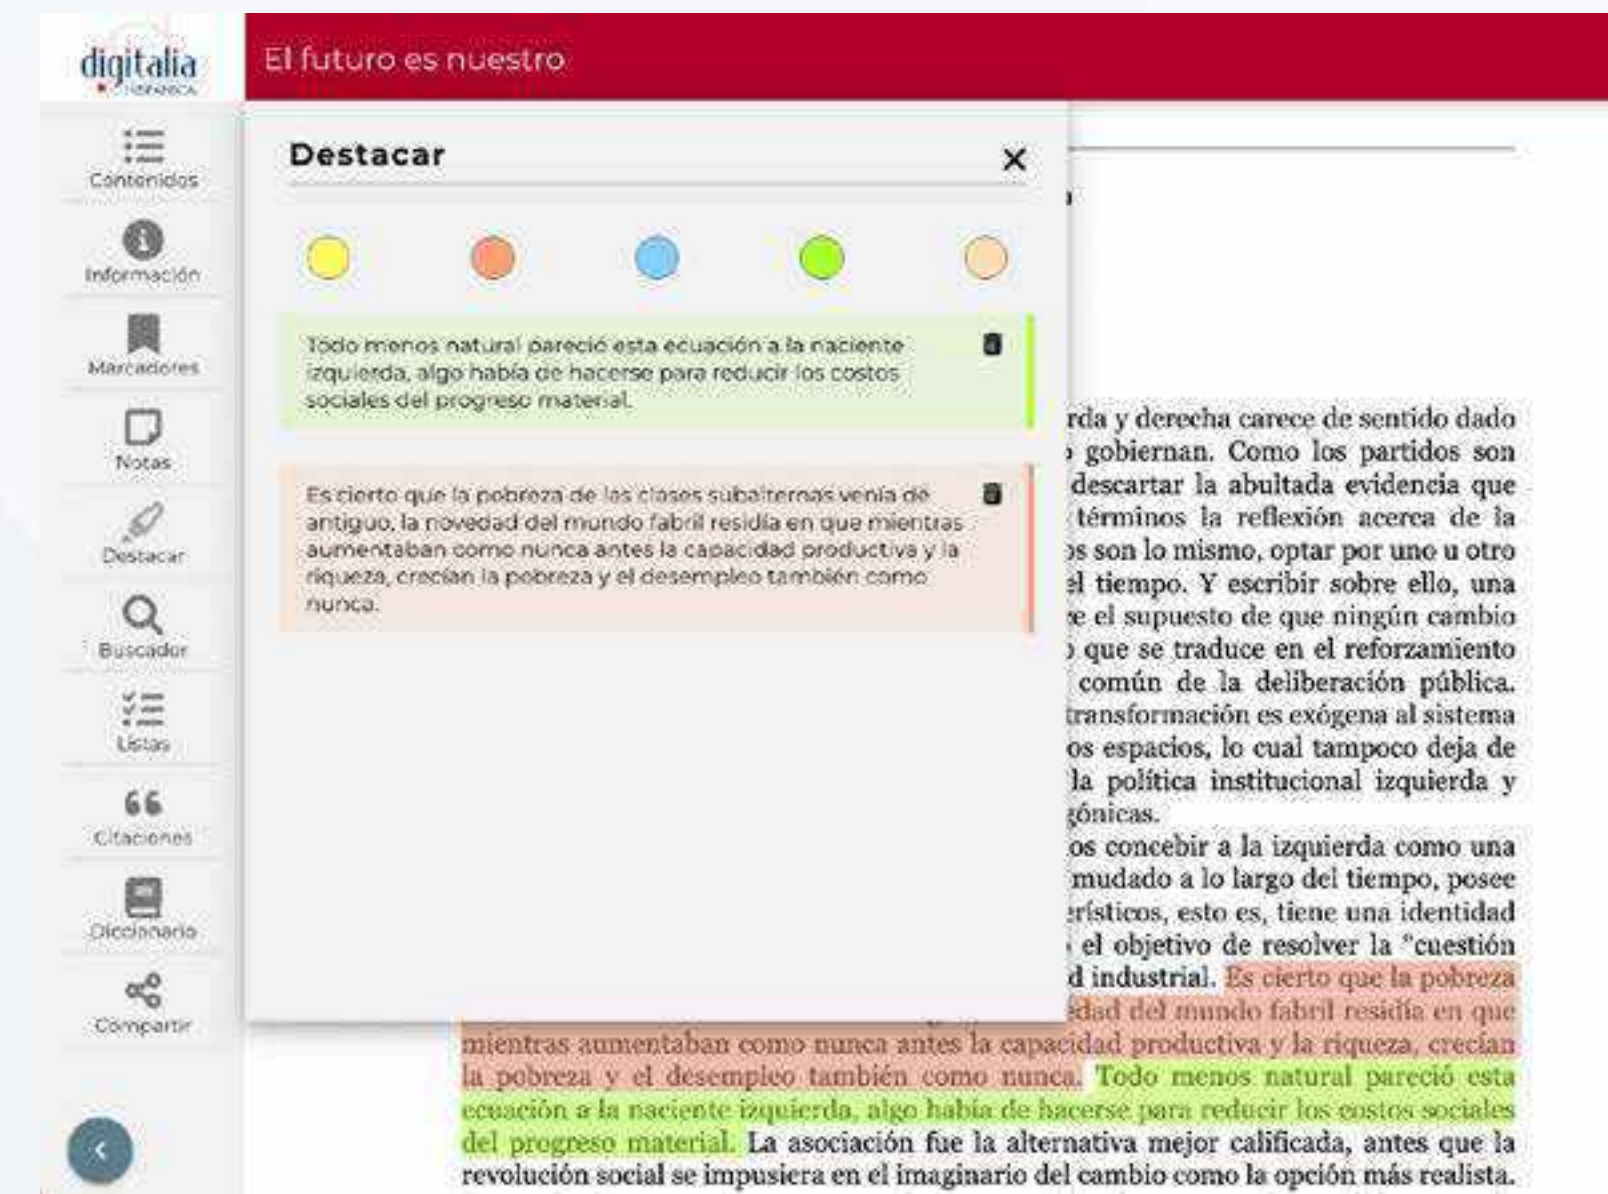 digitalia
HISPÁNICA
El futuro es nuestro
Contenidos
Información
Marcadores
Notas
Destacar
Buscador
Listas
Citaciones
Diccionario
Compartir
Destacar
Todo menos natural pareció esta ecuación a la naciente
izquierda, algo había de hacerse para reducir los costos
sociales del progreso material.
Es cierto que la pobreza de las clases subalternas venía de
antiguo, la novedad del mundo fabril residía en que mientras
aumentaban como nunca antes la capacidad productiva y la
riqueza, crecían la pobreza y el desempleo también como
nunca.
rda y derecha carece de sentido dado
gobiernan. Como los partidos son
descartar la abultada evidencia que
términos la reflexión acerca de la
os son lo mismo, optar por uno u otro
el tiempo. Y escribir sobre ello, una
e el supuesto de que ningún cambio
que se traduce en el reforzamiento
común de la deliberación pública.
transformación es exógena al sistema
os espacios, lo cual tampoco deja de
la política institucional izquierda y
gónicas.
os concebir a la izquierda como una
mudado a lo largo del tiempo, posee
erísticos, esto es, tiene una identidad
el objetivo de resolver la "cuestión
d industrial. Es cierto que la pobreza
edad del mundo fabril residía en que
mientras aumentaban como nunca antes la capacidad productiva y la riqueza, crecían
la pobreza y el desempleo también como nunca. Todo menos natural pareció esta
ecuación a la naciente izquierda, algo había de hacerse para reducir los costos sociales
del progreso material. La asociación fue la alternativa mejor calificada, antes que la
revolución social se impusiera en el imaginario del cambio como la opción más realista.